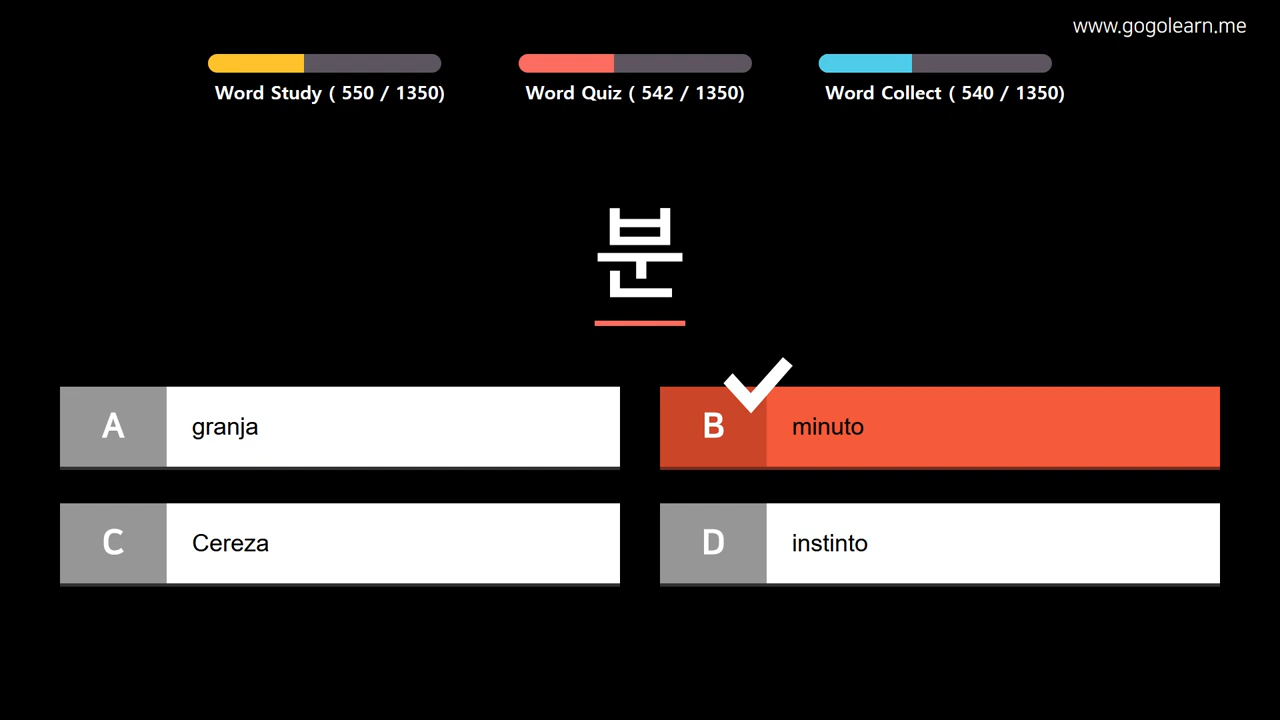 www.gogolearn.me
Word Study ( 550 / 1350)
Word Quiz ( 542 / 1350)
Word Collect ( 540 / 1350)
분
A granja
B minuto
C Cereza
D instinto